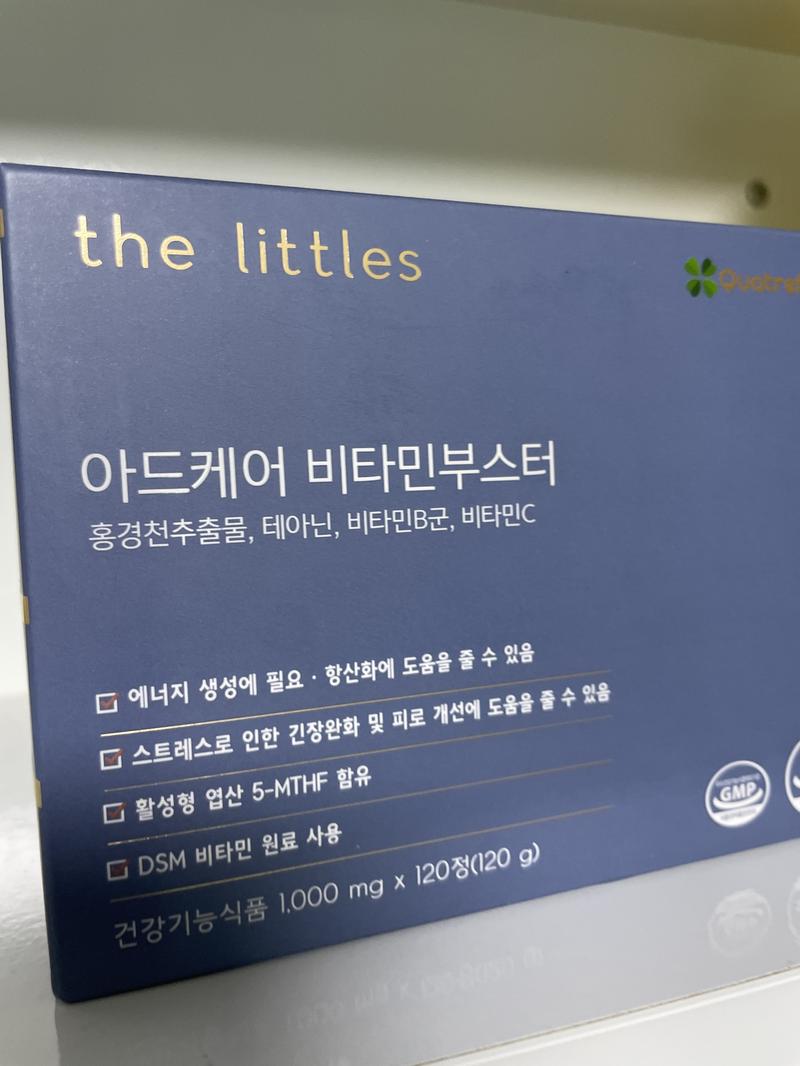 the littles
아드케어 비타민부스터
홍경천추출물, 테아닌, 비타민B군, 비타민C
에너지 생성에 필요 · 항산화에 도움을 줄 수 있음
스트레스로 인한 긴장완화 및 피로 개선에 도움을 줄 수 있음
활성형 엽산 5-MTHF 함유
DSM 비타민 원료 사용
건강기능식품 1,000 mg x 120정(120 g)
GMP